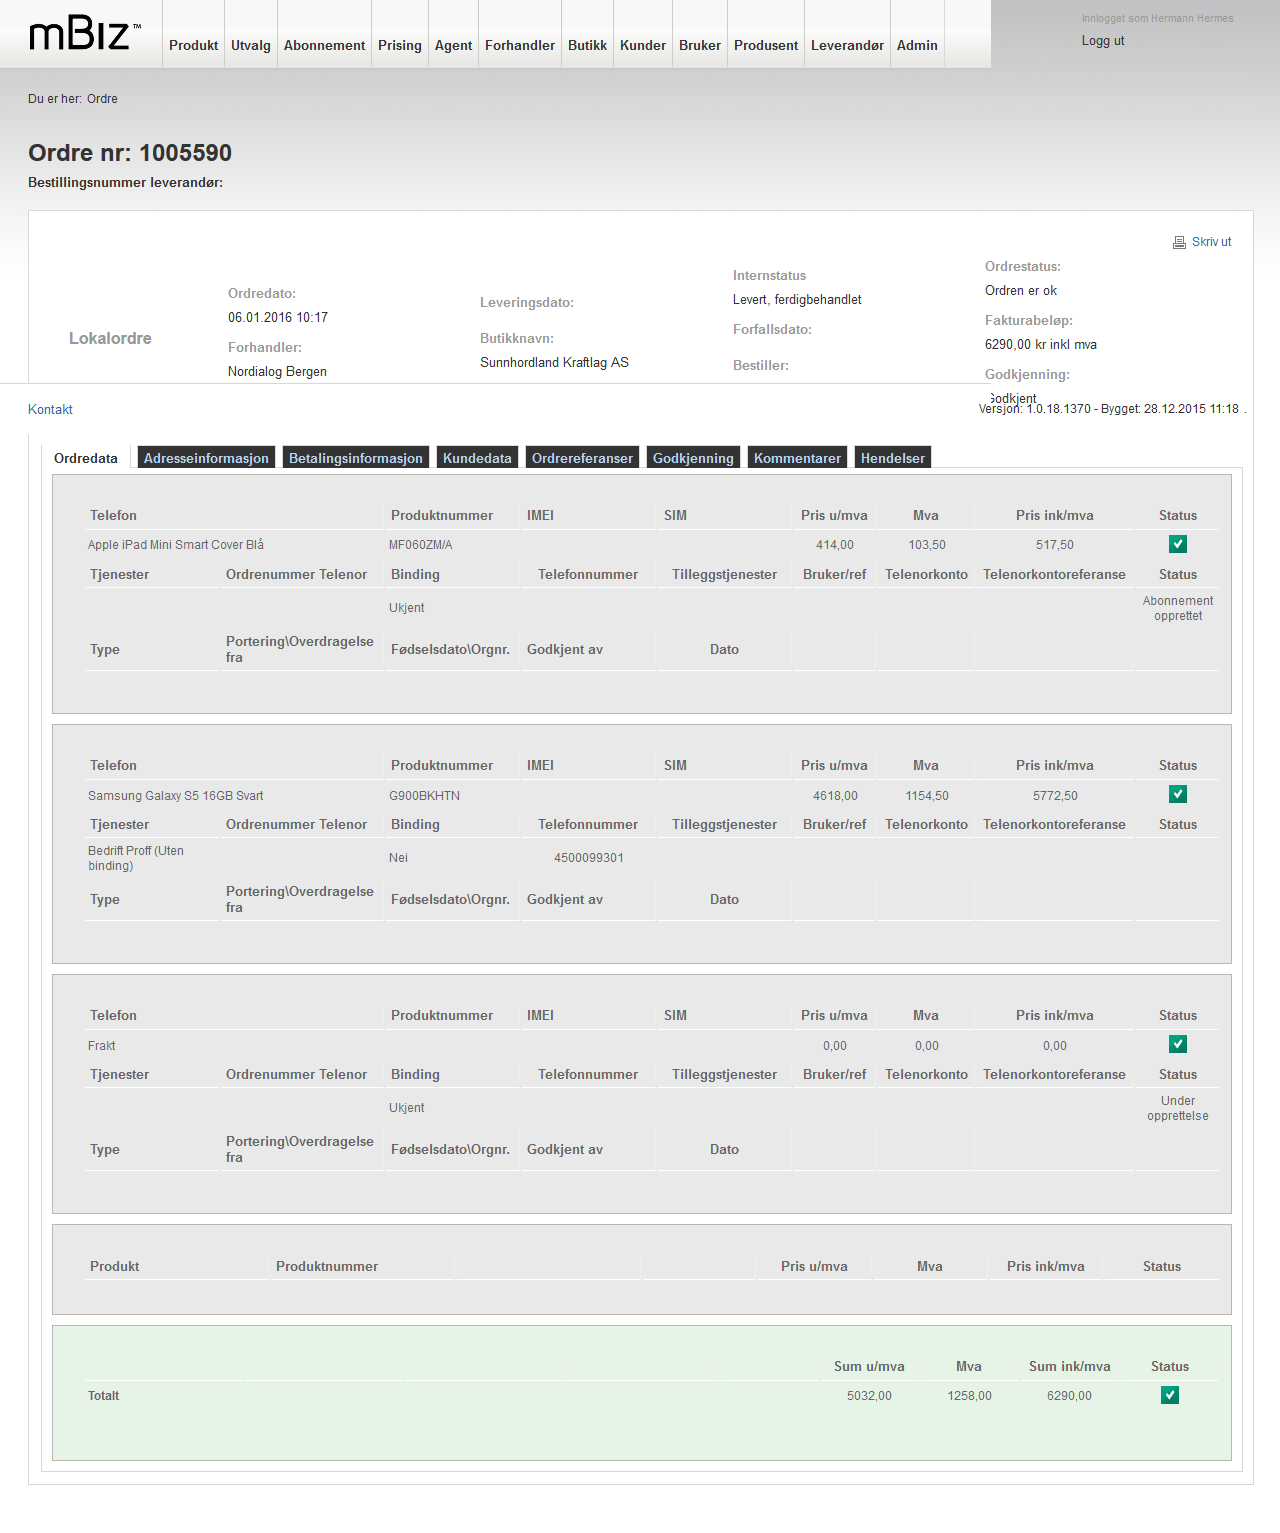 mBiz™
Produkt Utvalg Abonnement Prising Agent Forhandler Butikk Kunder Bruker Produsent Leverandør Admin
Innlogget som Hermann Hermes
Logg ut
Du er her: Ordre
Ordre nr: 1005590
Bestillingsnummer leverandør:
Skriv ut
Lokalordre
Ordredato:
06.01.2016 10:17
Forhandler:
Nordialog Bergen
Leveringsdato:
Butikknavn:
Sunnhordland Kraftlag AS
Internstatus
Levert, ferdigbehandlet
Forfallsdato:
Bestiller:
Ordrestatus:
Ordren er ok
Fakturabeløp:
6290,00 kr inkl mva
Godkjenning:
Godkjent
Kontakt
Versjon: 1.0.18.1370 - Bygget: 28.12.2015 11:18 .
Ordredata Adresseinformasjon Betalingsinformasjon Kundedata Ordrereferanser Godkjenning Kommentarer Hendelser
Telefon Produktnummer IMEI SIM Pris u/mva Mva Pris ink/mva Status
Apple iPad Mini Smart Cover Blå MF060ZM/A 414,00 103,50 517,50
Tjenester Ordrenummer Telenor Binding Telefonnummer Tilleggstjenester Bruker/ref Telenorkonto Telenorkontoreferanse Status
Ukjent Abonnement
opprettet
Type Portering\Overdragelse
fra Fødselsdato\Orgnr. Godkjent av Dato
Telefon Produktnummer IMEI SIM Pris u/mva Mva Pris ink/mva Status
Samsung Galaxy S5 16GB Svart G900BKHTN 4618,00 1154,50 5772,50
Tjenester Ordrenummer Telenor Binding Telefonnummer Tilleggstjenester Bruker/ref Telenorkonto Telenorkontoreferanse Status
Bedrift Proff (Uten
binding) Nei 4500099301
Type Portering\Overdragelse
fra Fødselsdato\Orgnr. Godkjent av Dato
Telefon Produktnummer IMEI SIM Pris u/mva Mva Pris ink/mva Status
Frakt 0,00 0,00 0,00
Tjenester Ordrenummer Telenor Binding Telefonnummer Tilleggstjenester Bruker/ref Telenorkonto Telenorkontoreferanse Status
Ukjent Under
opprettelse
Type Portering\Overdragelse
fra Fødselsdato\Orgnr. Godkjent av Dato
Produkt Produktnummer Pris u/mva Mva Pris ink/mva Status
Sum u/mva Mva Sum ink/mva Status
Totalt 5032,00 1258,00 6290,00